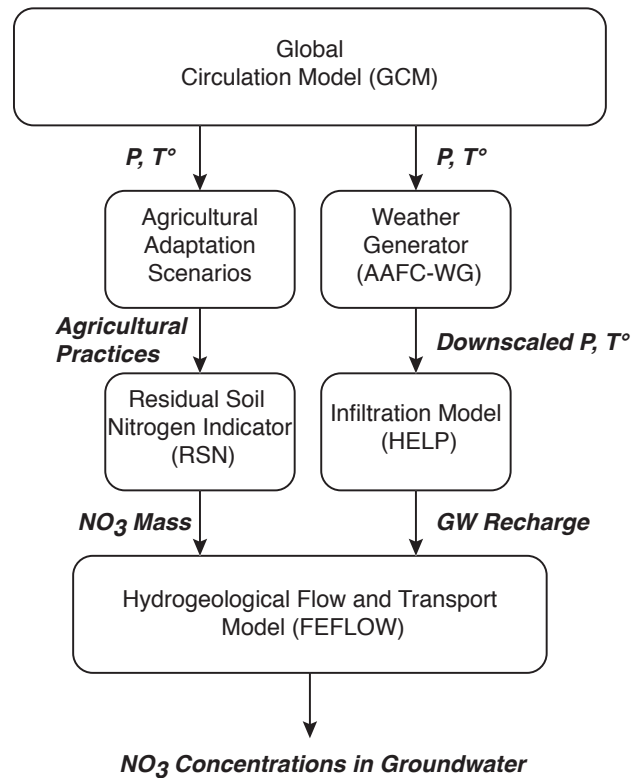 Global
Circulation Model (GCM)
P, T°
P, T°
Agricultural
Adaptation
Scenarios
Weather
Generator
(AAFC-WG)
Agricultural
Practices
Downscaled P, T°
Residual Soil
Nitrogen Indicator
(RSN)
Infiltration Model
(HELP)
NO3 Mass
GW Recharge
Hydrogeological Flow and Transport
Model (FEFLOW)
NO3 Concentrations in Groundwater